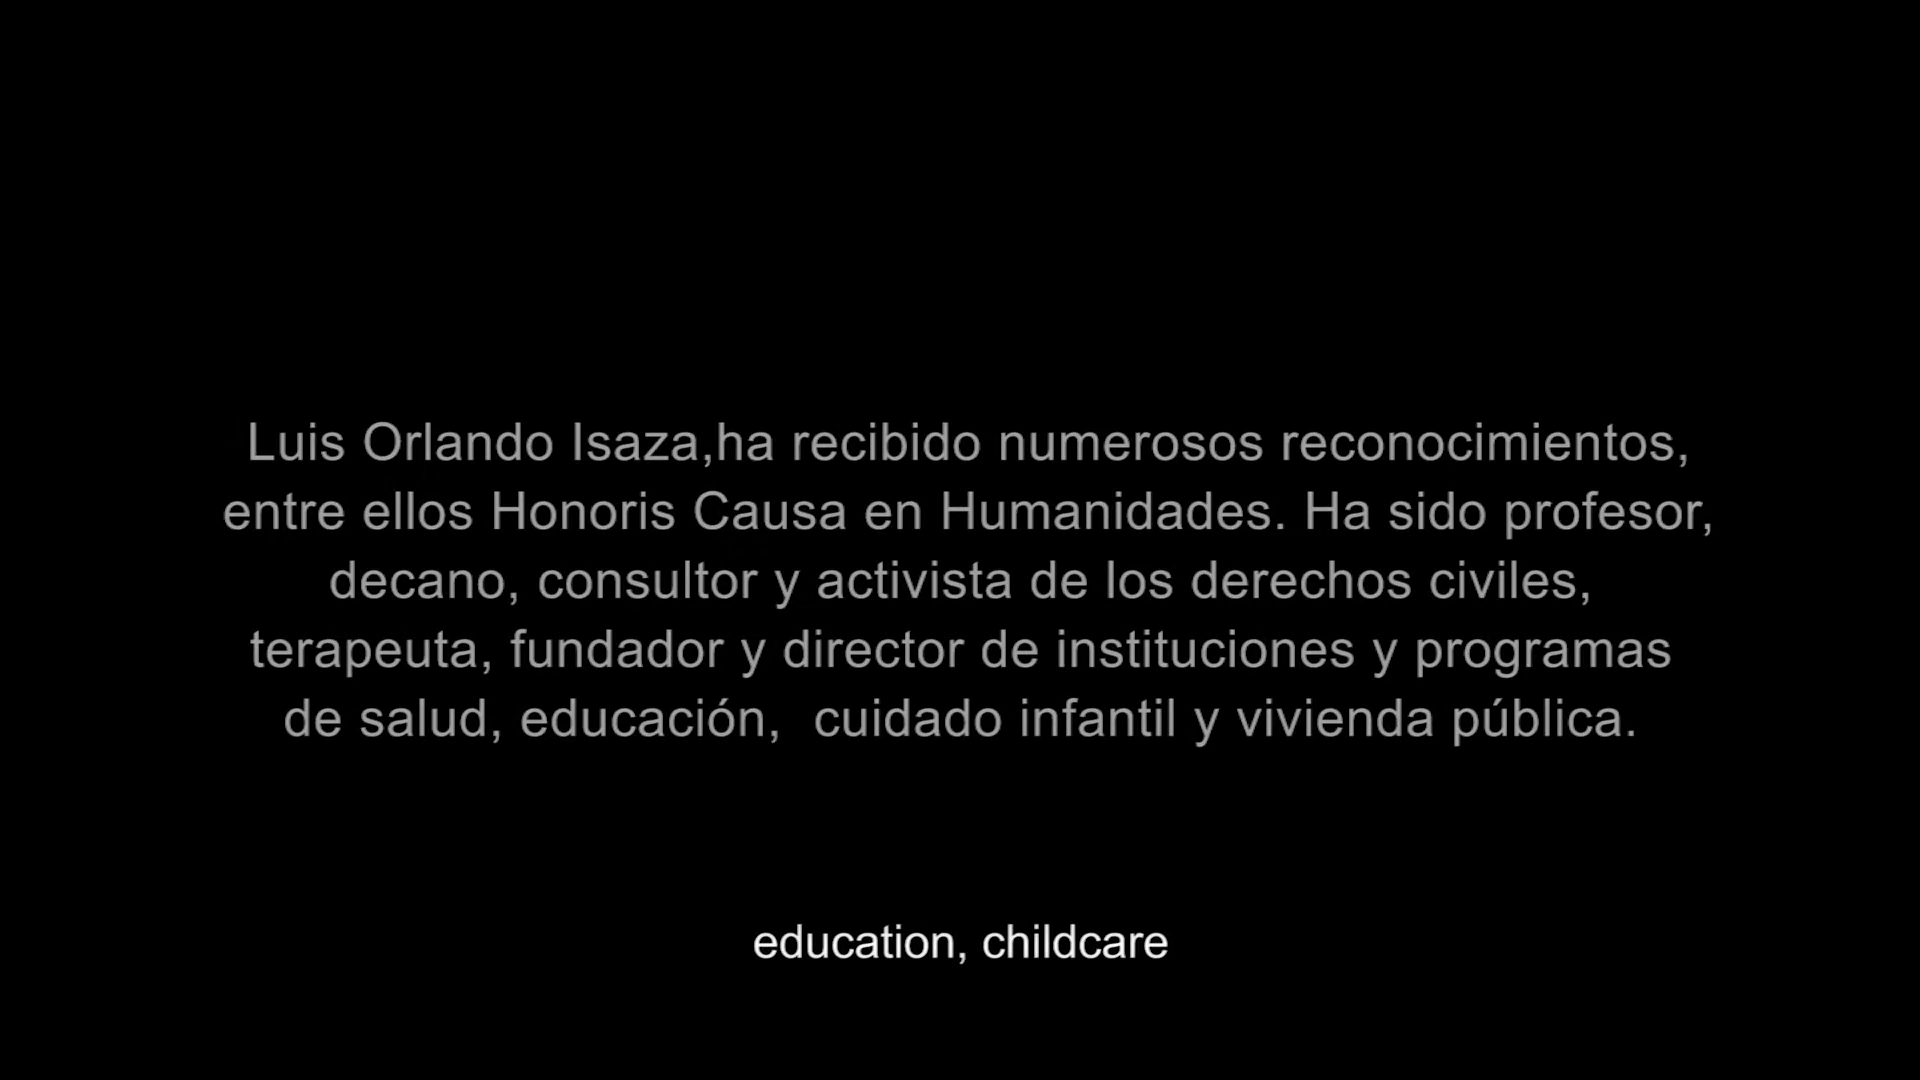 Luis Orlando Isaza,ha recibido numerosos reconocimientos,
entre ellos Honoris Causa en Humanidades. Ha sido profesor,
decano, consultor y activista de los derechos civiles,
terapeuta, fundador y director de instituciones y programas
de salud, educación,  cuidado infantil y vivienda pública.
education, childcare